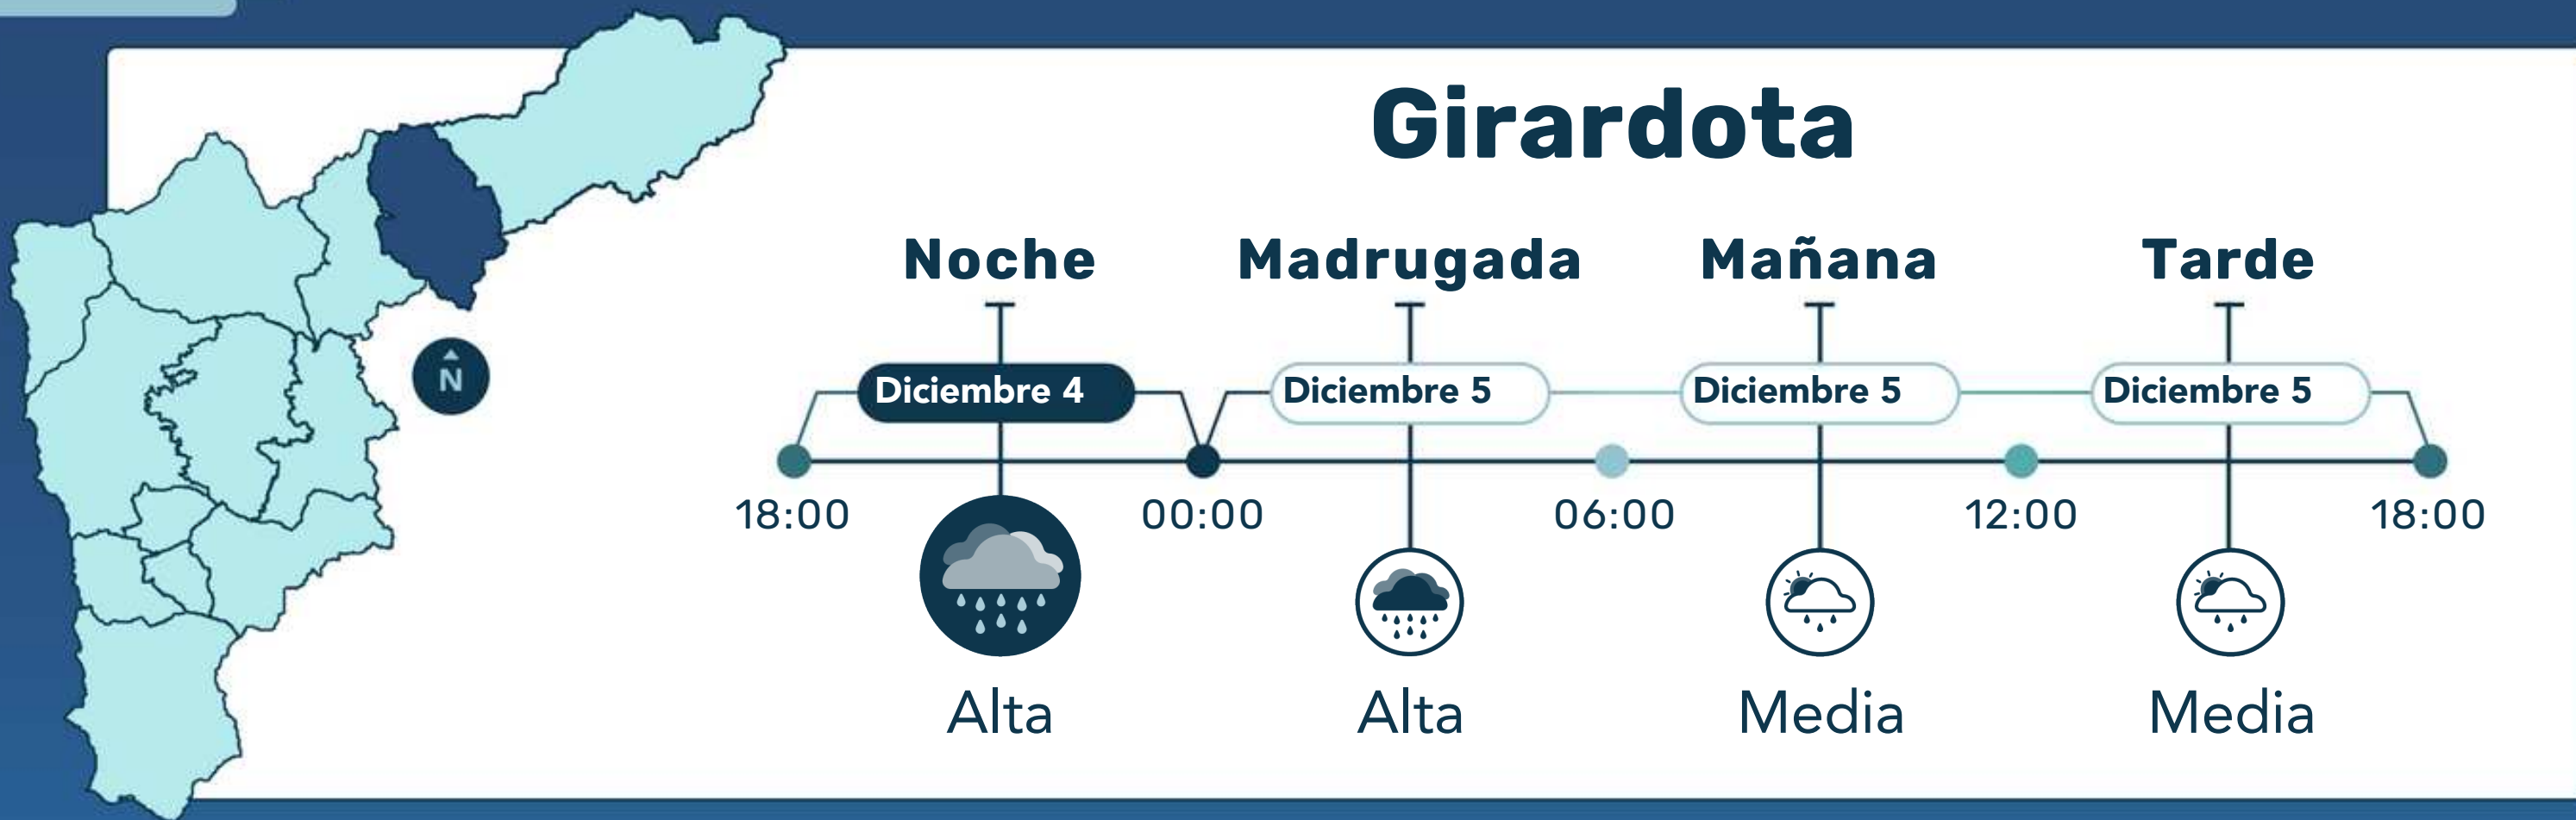 Girardota
Noche Madrugada Mañana Tarde
Diciembre 4 Diciembre 5 Diciembre 5 Diciembre 5
N
18:00 00:00 06:00 12:00 18:00
Alta Alta Media Media